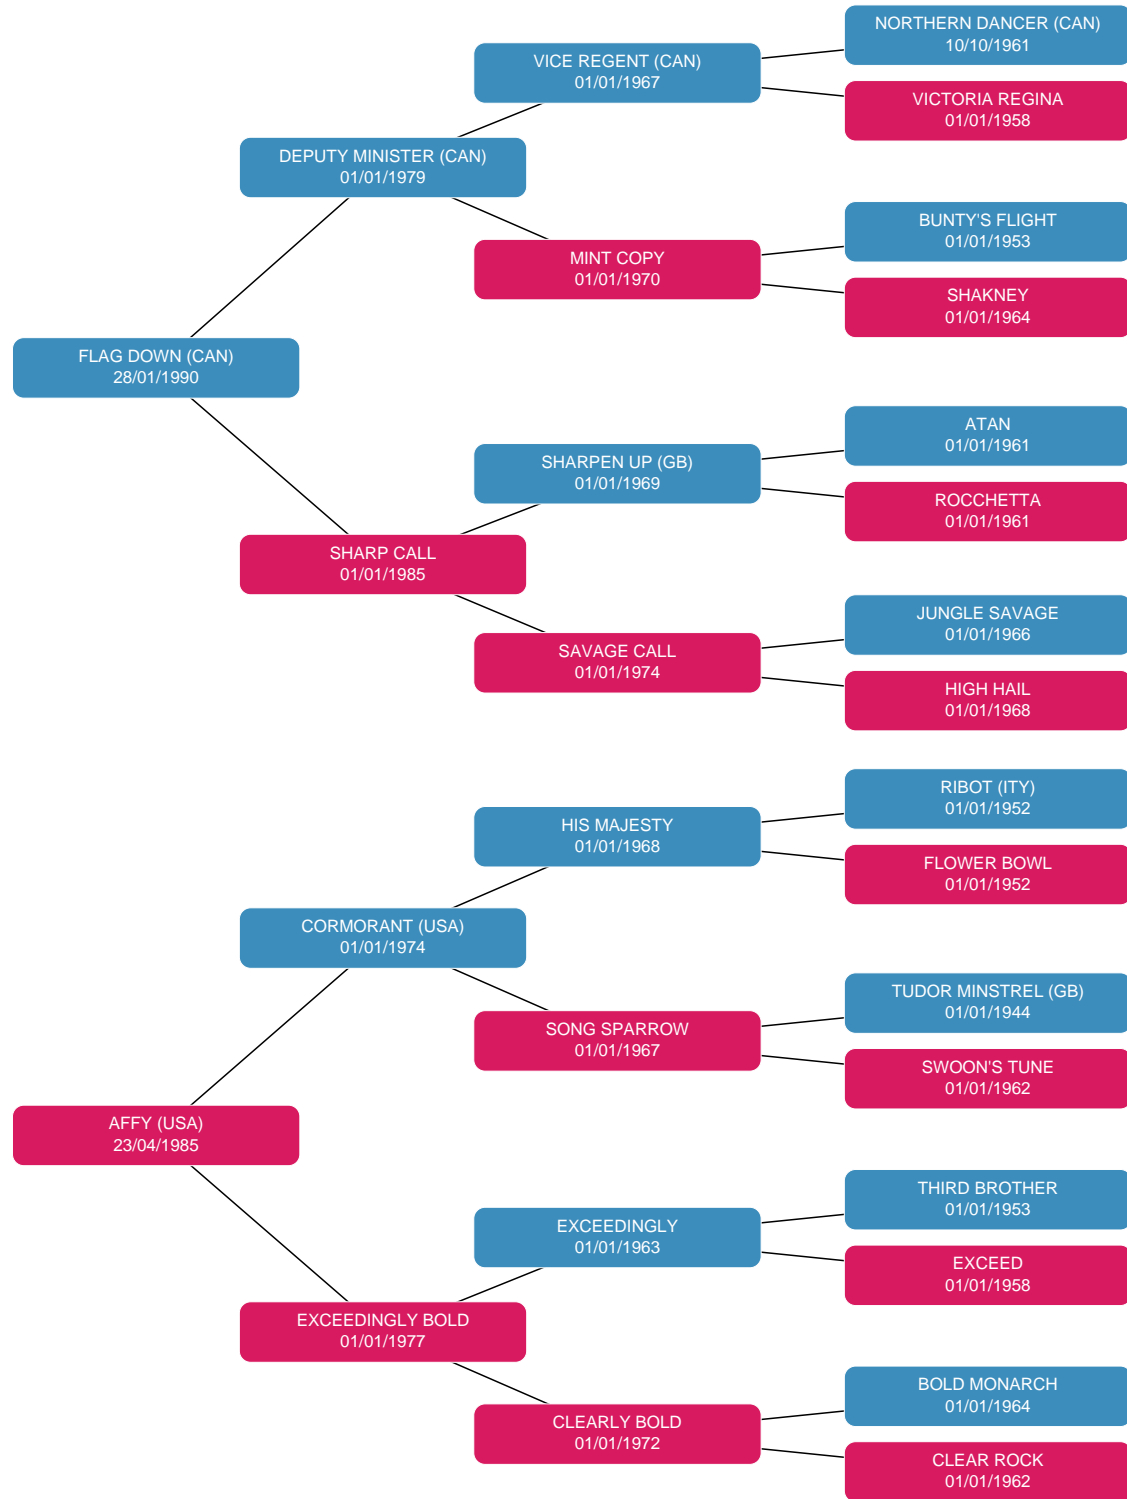 NORTHERN DANCER (CAN)
10/10/1961
VICE REGENT (CAN)
01/01/1967
VICTORIA REGINA
01/01/1958
DEPUTY MINISTER (CAN)
01/01/1979
BUNTY'S FLIGHT
01/01/1953
MINT COPY
01/01/1970
SHAKNEY
01/01/1964
FLAG DOWN (CAN)
28/01/1990
ATAN
01/01/1961
SHARPEN UP (GB)
01/01/1969
ROCCHETTA
01/01/1961
SHARP CALL
01/01/1985
JUNGLE SAVAGE
01/01/1966
SAVAGE CALL
01/01/1974
HIGH HAIL
01/01/1968
RIBOT (ITY)
01/01/1952
HIS MAJESTY
01/01/1968
FLOWER BOWL
01/01/1952
CORMORANT (USA)
01/01/1974
TUDOR MINSTREL (GB)
01/01/1944
SONG SPARROW
01/01/1967
SWOON'S TUNE
01/01/1962
AFFY (USA)
23/04/1985
THIRD BROTHER
01/01/1953
EXCEEDINGLY
01/01/1963
EXCEED
01/01/1958
EXCEEDINGLY BOLD
01/01/1977
BOLD MONARCH
01/01/1964
CLEARLY BOLD
01/01/1972
CLEAR ROCK
01/01/1962